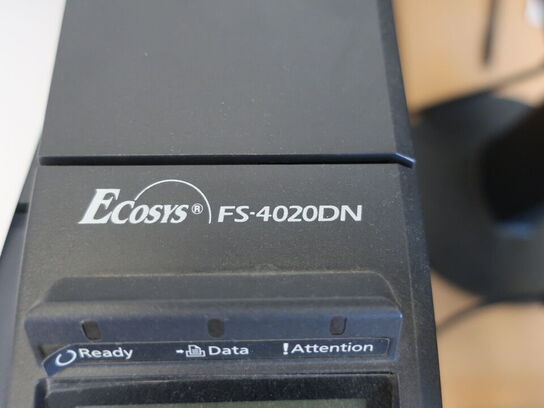 ECOSYS® FS-4020DN
Ready Data !Attention